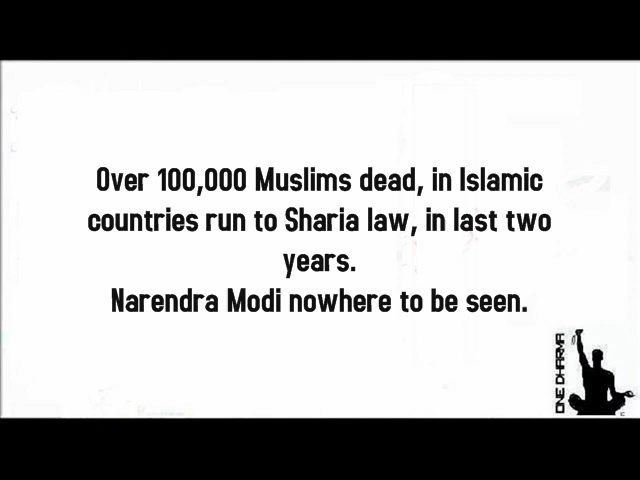 Over 100,000 Muslims dead, in Islamic
countries run to Sharia law, in last two
years.
Narendra Modi nowhere to be seen.
ONE DHARMA